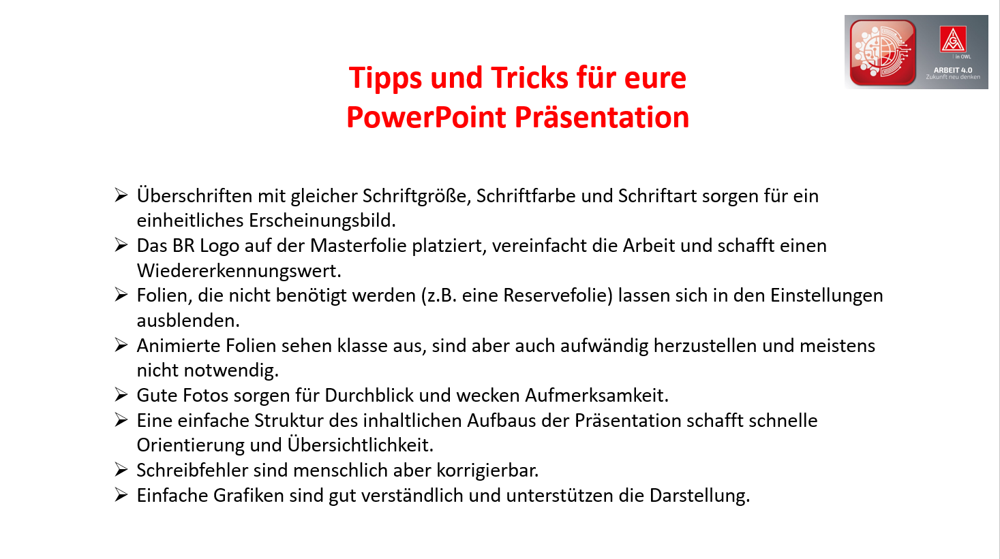 IGM
in OWL
ARBEIT 4.0
Zukunft neu denken
Tipps und Tricks für eure
PowerPoint Präsentation
➢ Überschriften mit gleicher Schriftgröße, Schriftfarbe und Schriftart sorgen für ein
einheitliches Erscheinungsbild.
➢ Das BR Logo auf der Masterfolie platziert, vereinfacht die Arbeit und schafft einen
Wiedererkennungswert.
➢ Folien, die nicht benötigt werden (z.B. eine Reservefolie) lassen sich in den Einstellungen
ausblenden.
➢ Animierte Folien sehen klasse aus, sind aber auch aufwändig herzustellen und meistens
nicht notwendig.
➢ Gute Fotos sorgen für Durchblick und wecken Aufmerksamkeit.
➢ Eine einfache Struktur des inhaltlichen Aufbaus der Präsentation schafft schnelle
Orientierung und Übersichtlichkeit.
➢ Schreibfehler sind menschlich aber korrigierbar.
➢ Einfache Grafiken sind gut verständlich und unterstützen die Darstellung.